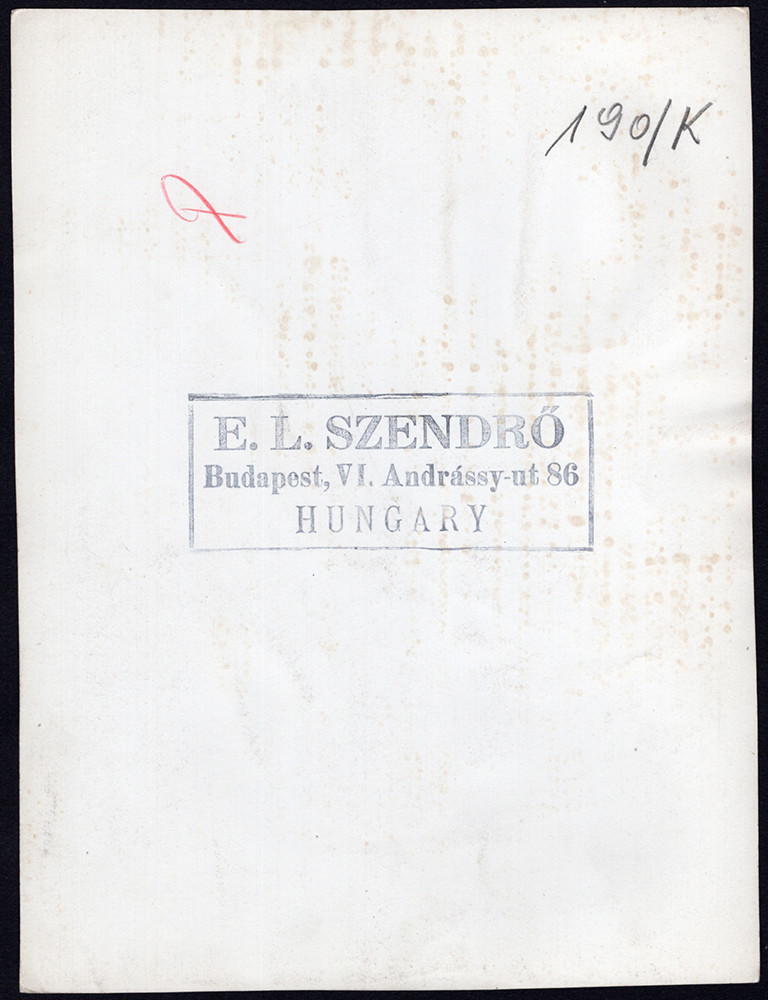 190/K
E. L. SZENDRŐ
Budapest, VI. Andrássy-ut 86
HUNGARY